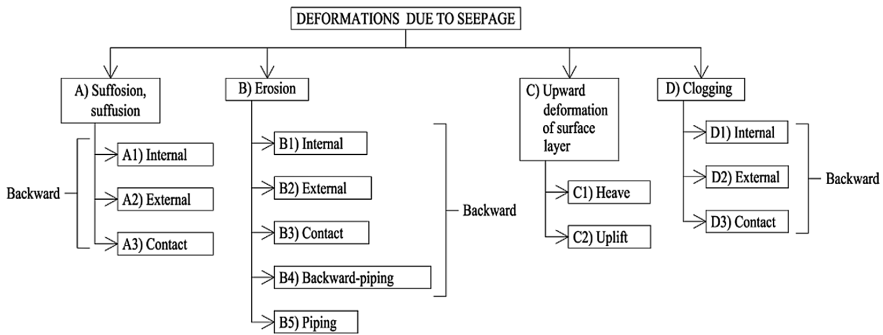 DEFORMATIONS DUE TO SEEPAGE
A) Suffosion,
suffusion
A1) Internal
A2) External
A3) Contact
Backward
B) Erosion
B1) Internal
B2) External
B3) Contact
B4) Backward-piping
B5) Piping
Backward
C) Upward
deformation
of surface
layer
C1) Heave
C2) Uplift
D) Clogging
D1) Internal
D2) External
D3) Contact
Backward